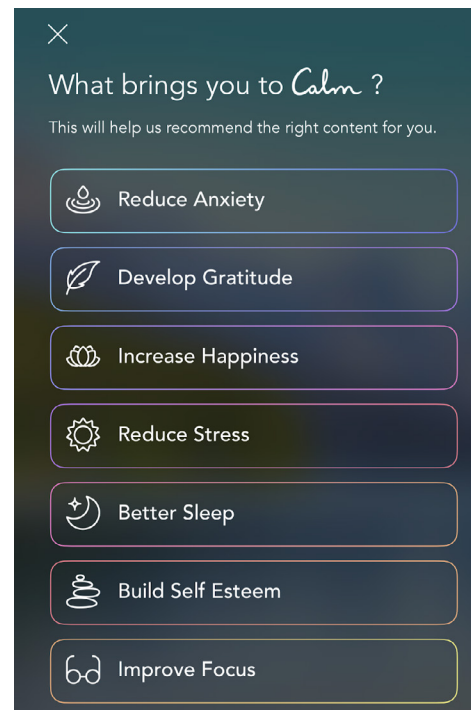 What brings you to Calm ?
This will help us recommend the right content for you.
Reduce Anxiety
Develop Gratitude
Increase Happiness
Reduce Stress
Better Sleep
Build Self Esteem
Improve Focus